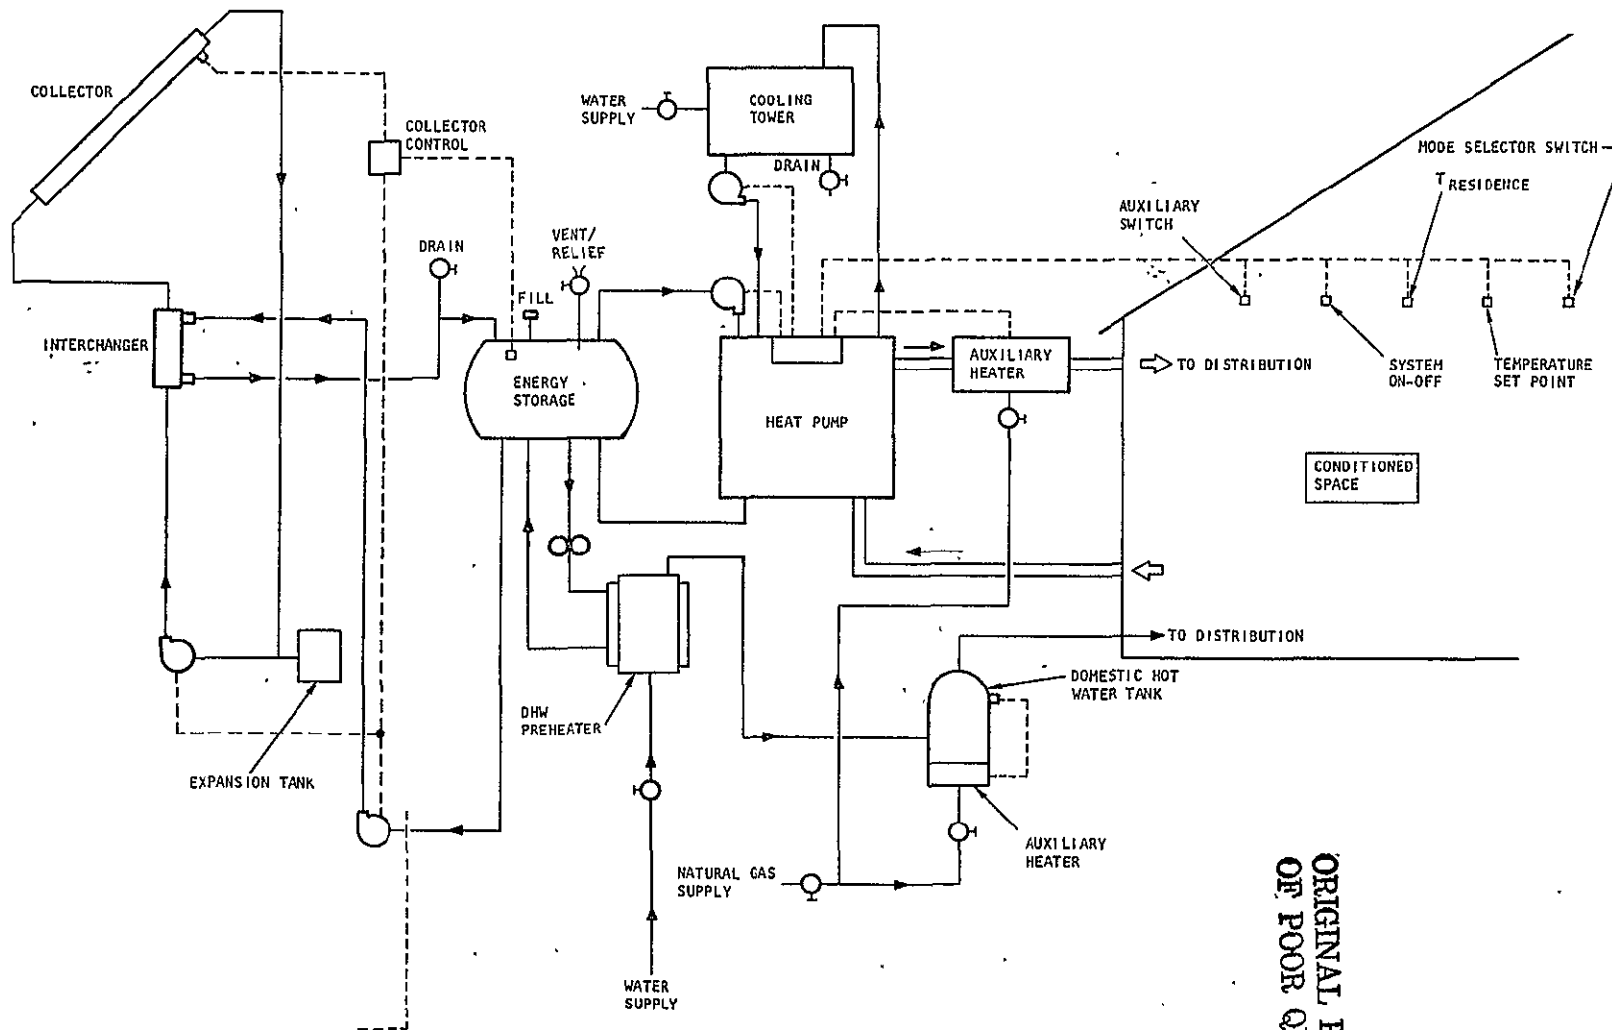 COLLECTOR
COLLECTOR
CONTROL
WATER
SUPPLY
COOLING
TOWER
DRAIN
MODE SELECTOR SWITCH
TRESIDENCE
AUXILIARY
SWITCH
DRAIN
VENT/
RELIEF
FILL
INTERCHANGER
ENERGY
STORAGE
HEAT PUMP
AUXILIARY
HEATER
TO DISTRIBUTION
SYSTEM
ON-OFF
TEMPERATURE
SET POINT
CONDITIONED
SPACE
TO DISTRIBUTION
DOMESTIC HOT
WATER TANK
DHW
PREHEATER
EXPANSION TANK
AUXILIARY
HEATER
NATURAL GAS
SUPPLY
WATER
SUPPLY
ORIGINAL
OF POOR